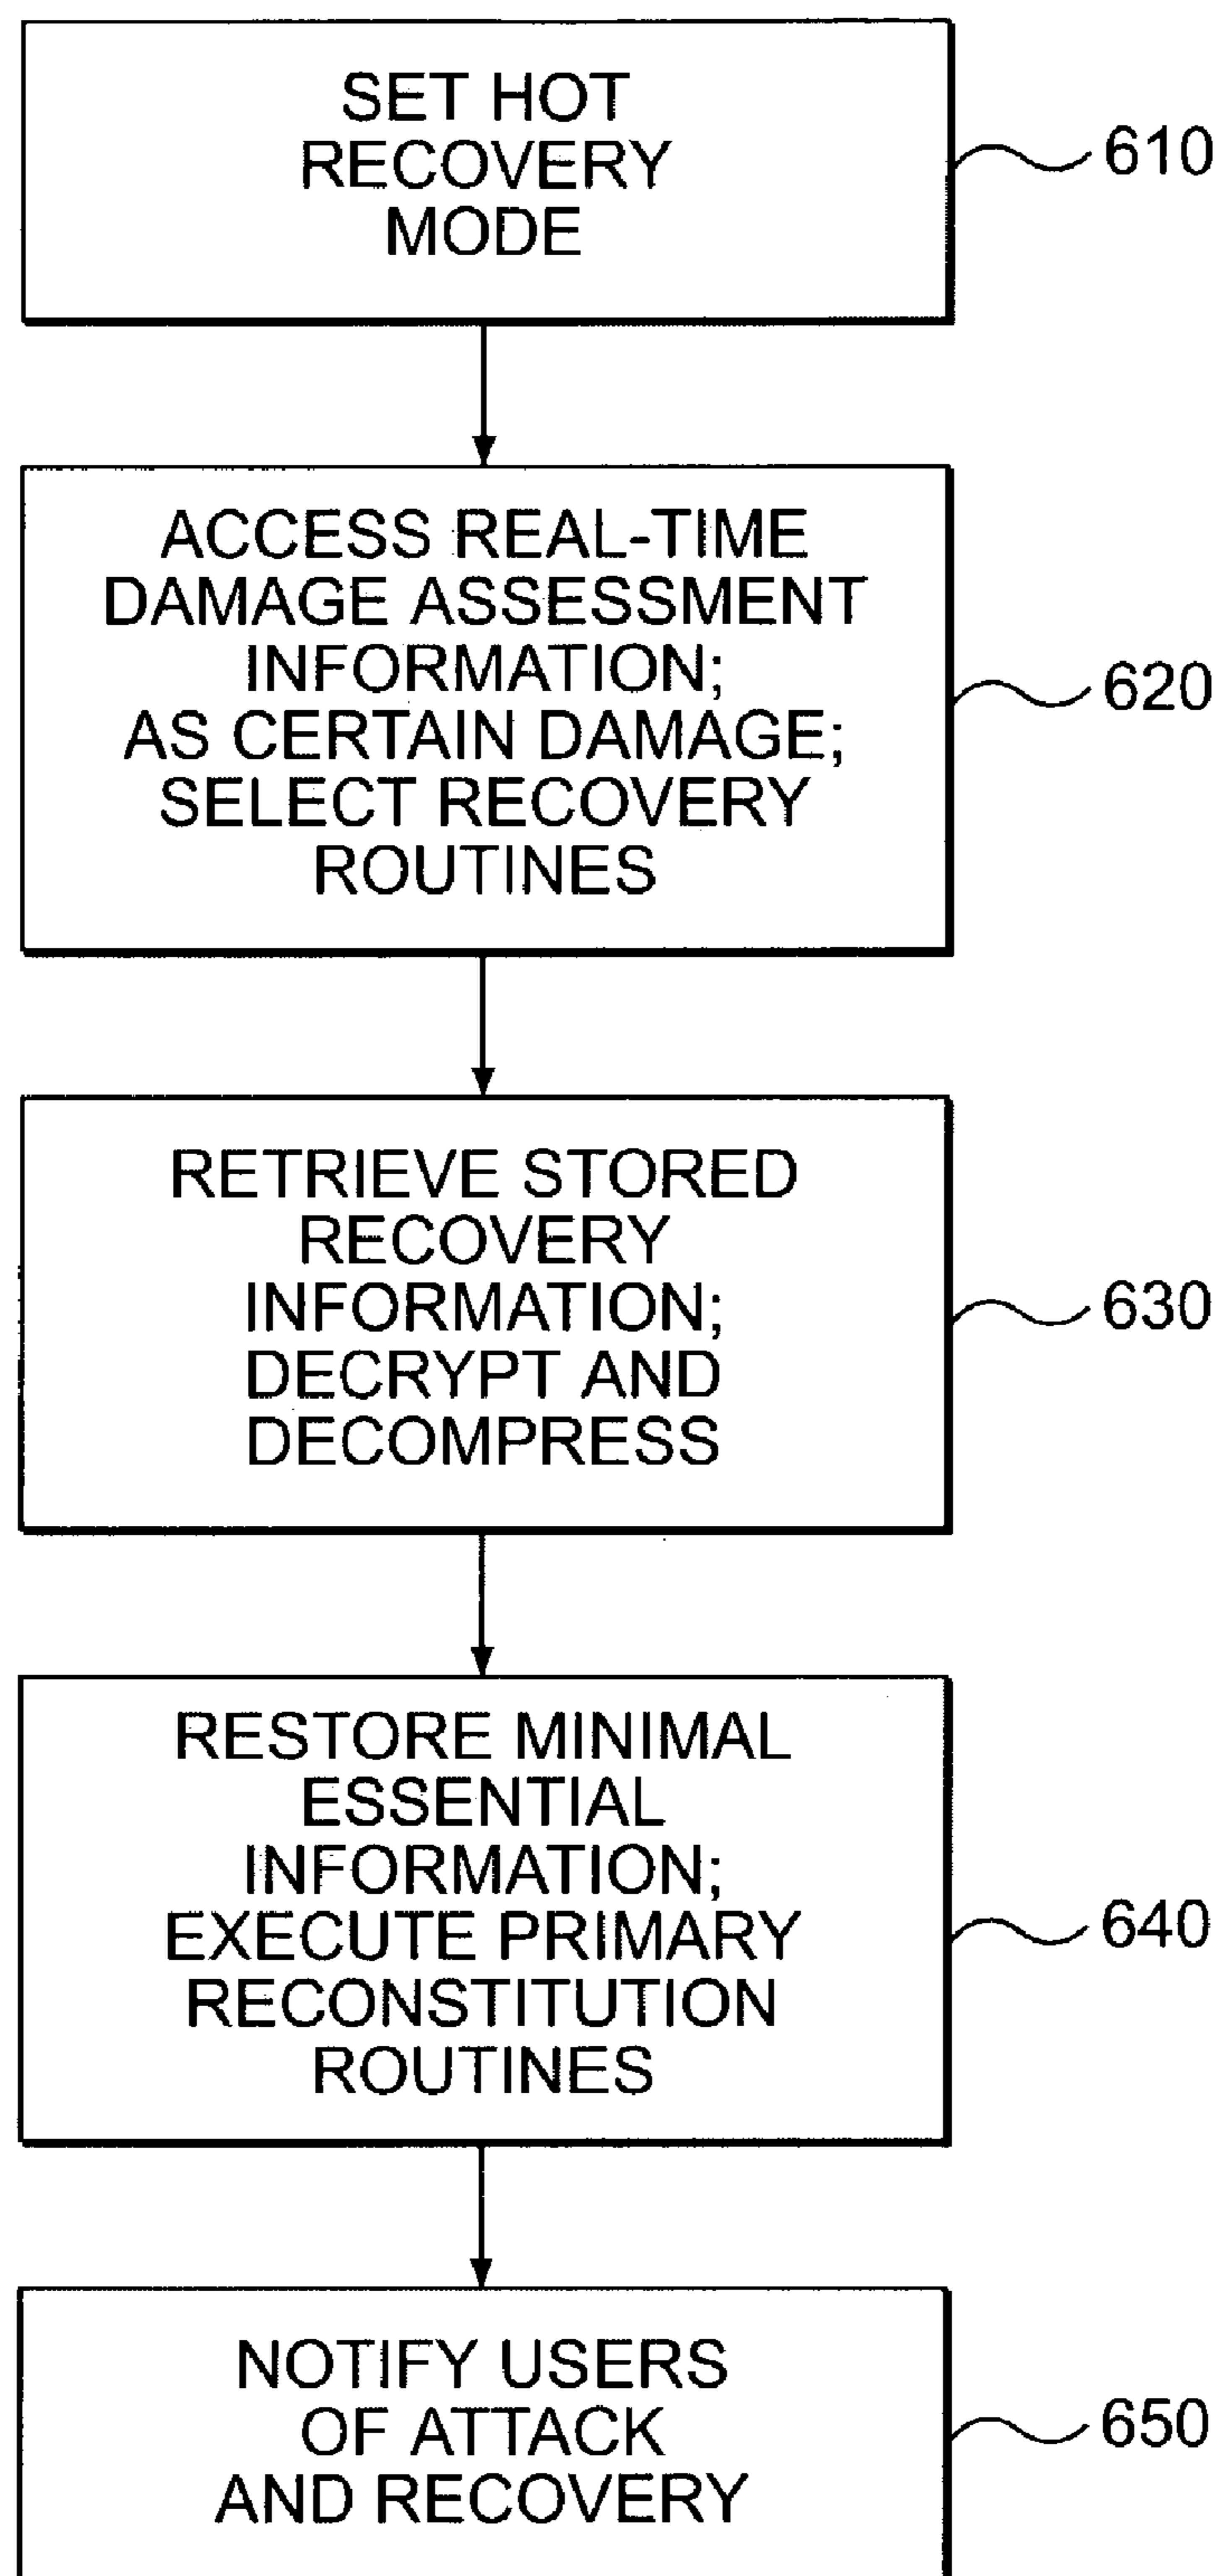 SET HOT
RECOVERY
MODE
610
ACCESS REAL-TIME
DAMAGE ASSESSMENT
INFORMATION;
AS CERTAIN DAMAGE;
SELECT RECOVERY
ROUTINES
620
RETRIEVE STORED
RECOVERY
INFORMATION;
DECRYPT AND
DECOMPRESS
630
RESTORE MINIMAL
ESSENTIAL
INFORMATION;
EXECUTE PRIMARY
RECONSTITUTION
ROUTINES
640
NOTIFY USERS
OF ATTACK
AND RECOVERY
650